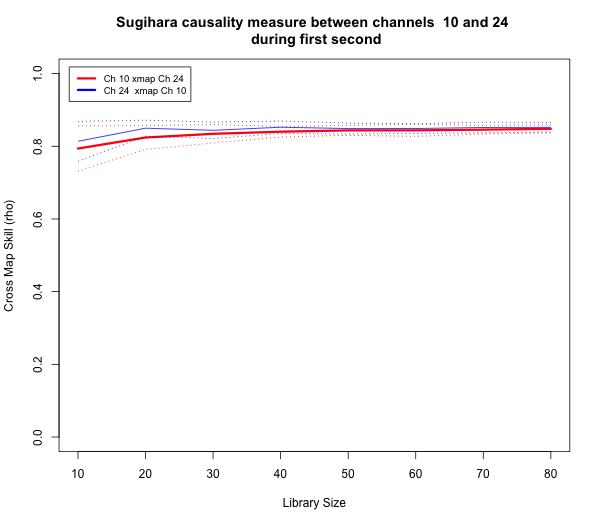 Sugihara causality measure between channels  10 and 24
during first second
Ch 10 xmap Ch 24
Ch 24  xmap Ch 10
1.0
0.8
0.6
0.4
0.2
0.0
Cross Map Skill (rho)
10 20 30 40 50 60 70 80
Library Size